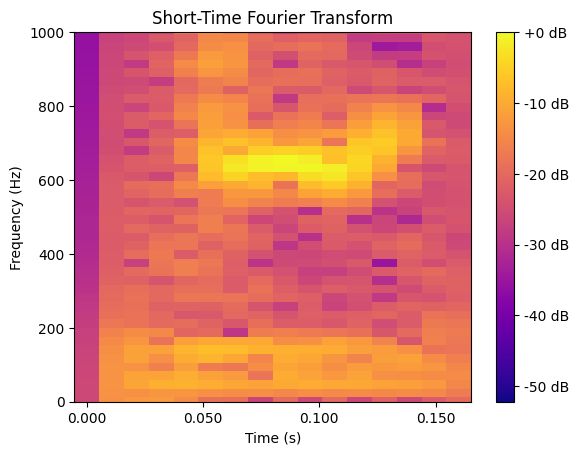 Short-Time Fourier Transform
Frequency (Hz)
1000
800
600
400
200
0
0.000
0.050
0.100
0.150
Time (s)
+0 dB
-10 dB
-20 dB
-30 dB
-40 dB
-50 dB